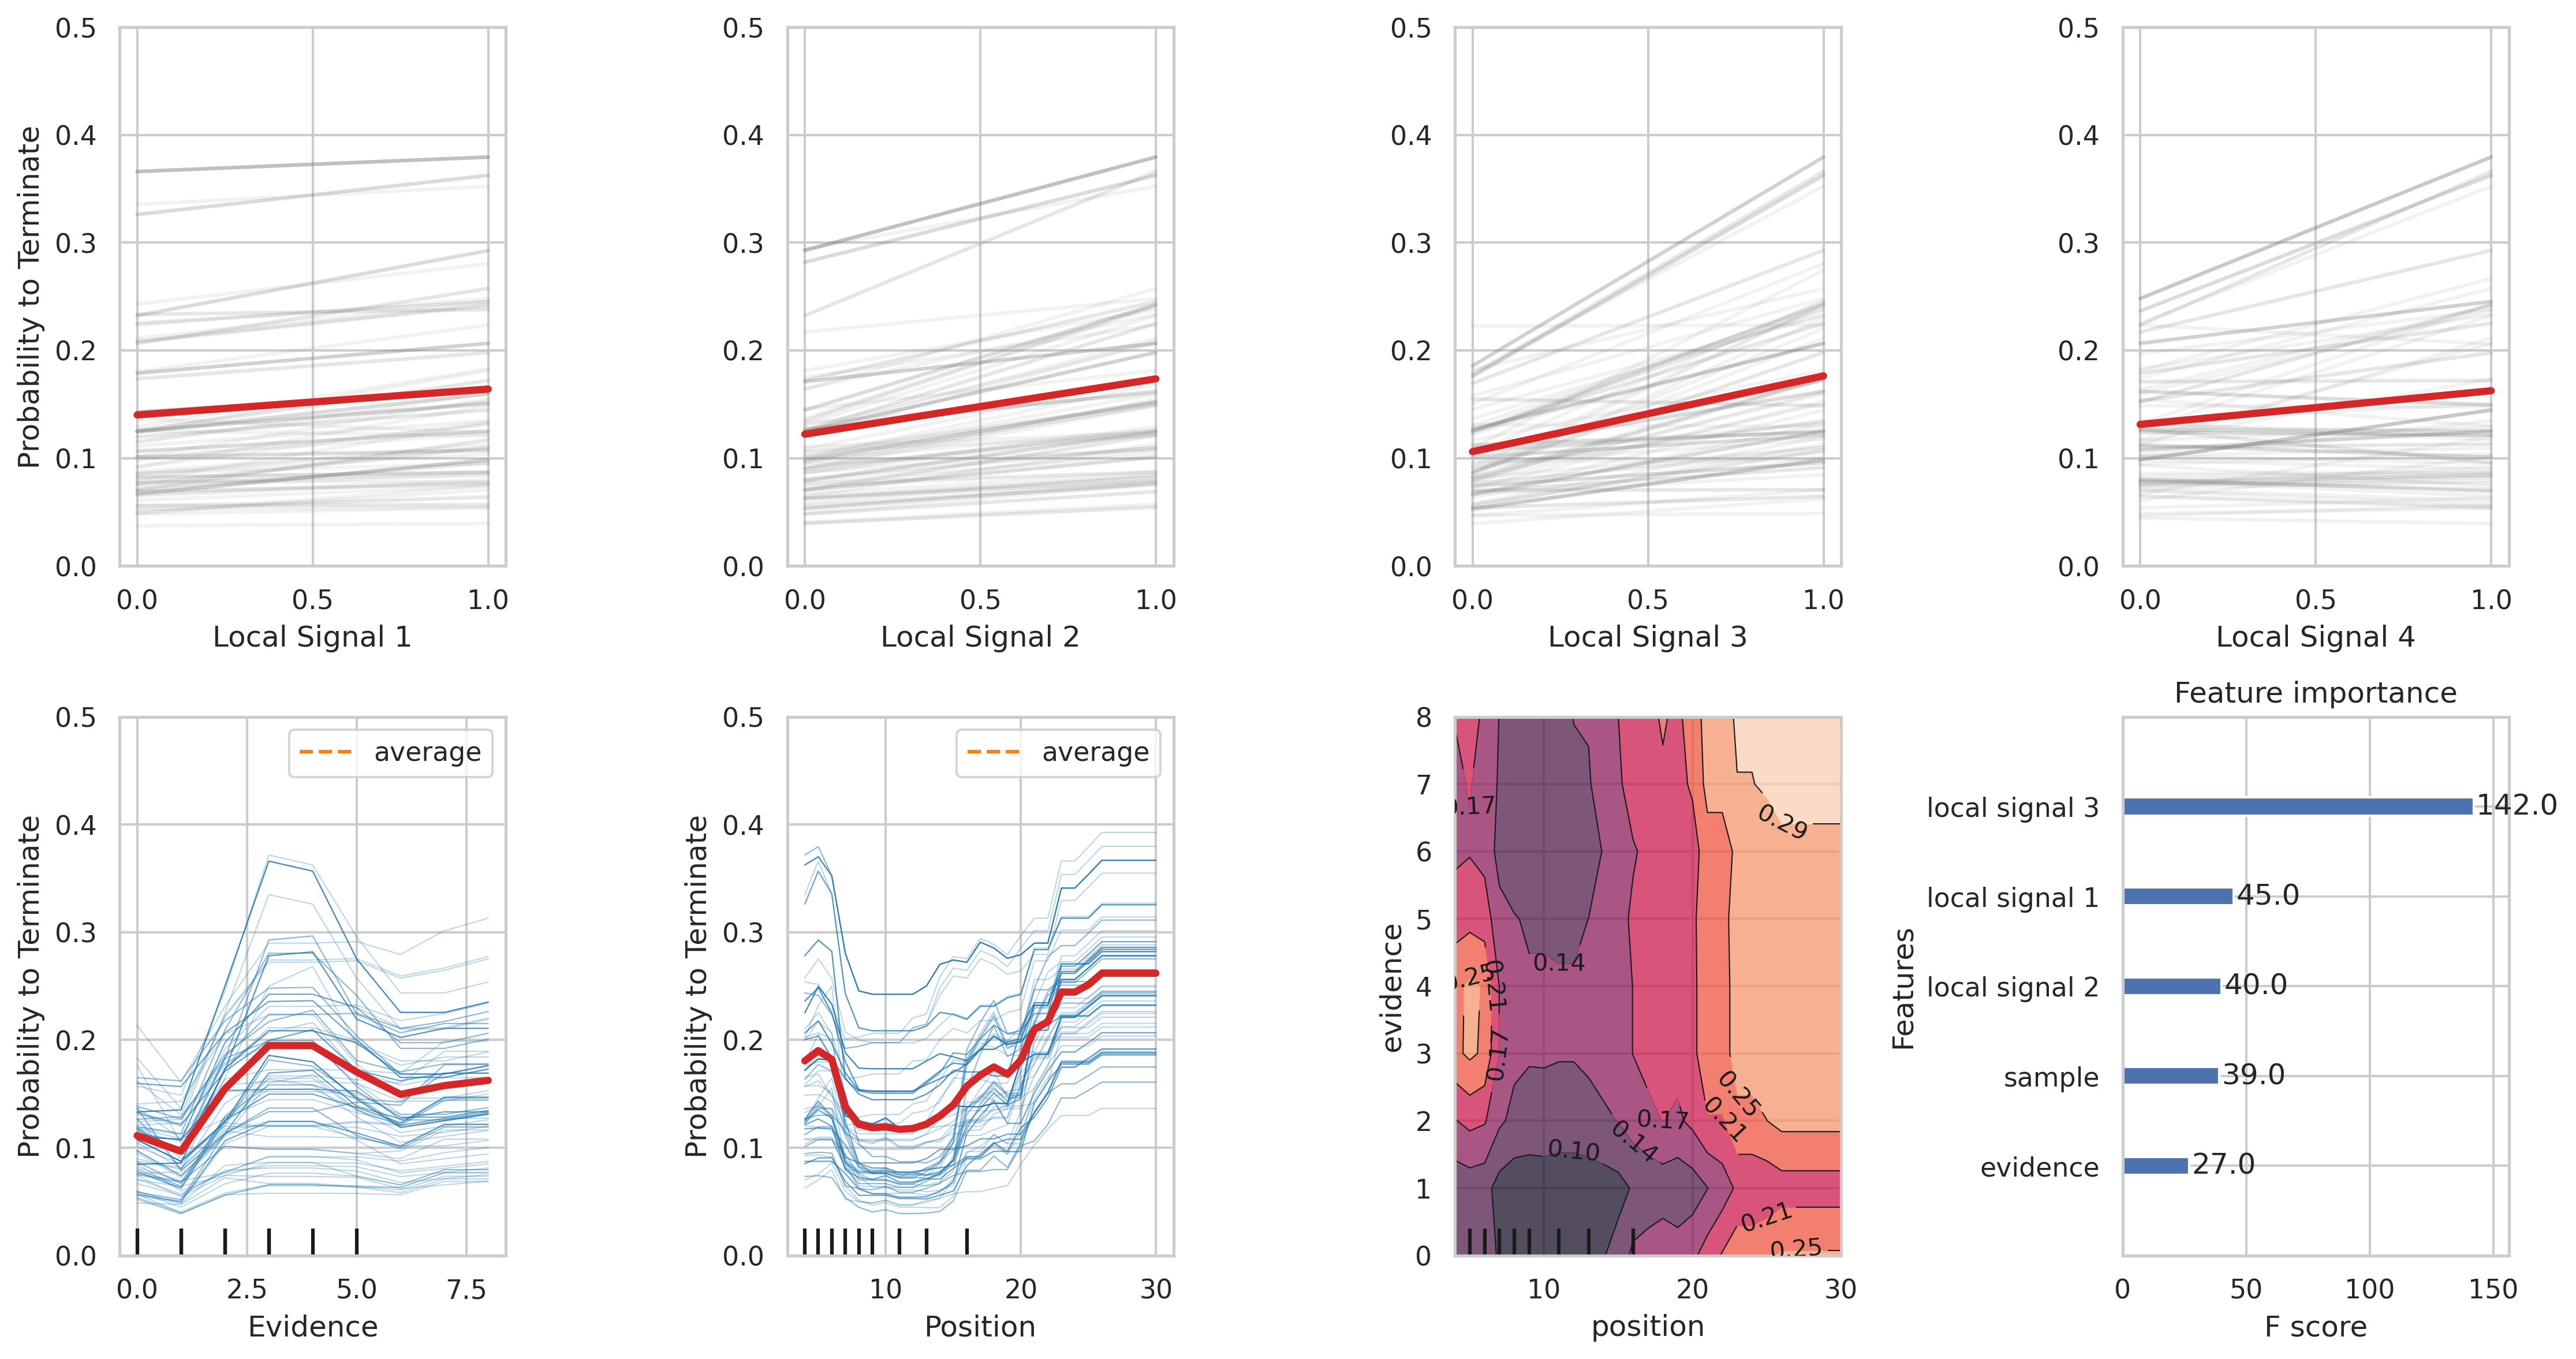 0.5
0.4
0.3
0.2
0.1
0.0
Probability to Terminate
0.0 0.5 1.0
Local Signal 1
0.5
0.4
0.3
0.2
0.1
0.0
0.0 0.5 1.0
Local Signal 2
0.5
0.4
0.3
0.2
0.1
0.0
0.0 0.5 1.0
Local Signal 3
0.5
0.4
0.3
0.2
0.1
0.0
0.0 0.5 1.0
Local Signal 4
0.5
0.4
0.3
0.2
0.1
0.0
Probability to Terminate
average
0.0 2.5 5.0 7.5
Evidence
0.5
0.4
0.3
0.2
0.1
0.0
Probability to Terminate
average
10 20 30
Position
8
7
6
5
4
3
2
1
0
evidence
0.17
0.29
0.14
0.25
0.21
0.17
0.25
0.21
0.17
0.14
0.10
0.21
0.25
10 20 30
position
Feature importance
Features
local signal 3 142.0
local signal 1 45.0
local signal 2 40.0
sample 39.0
evidence 27.0
0 50 100 150
F score